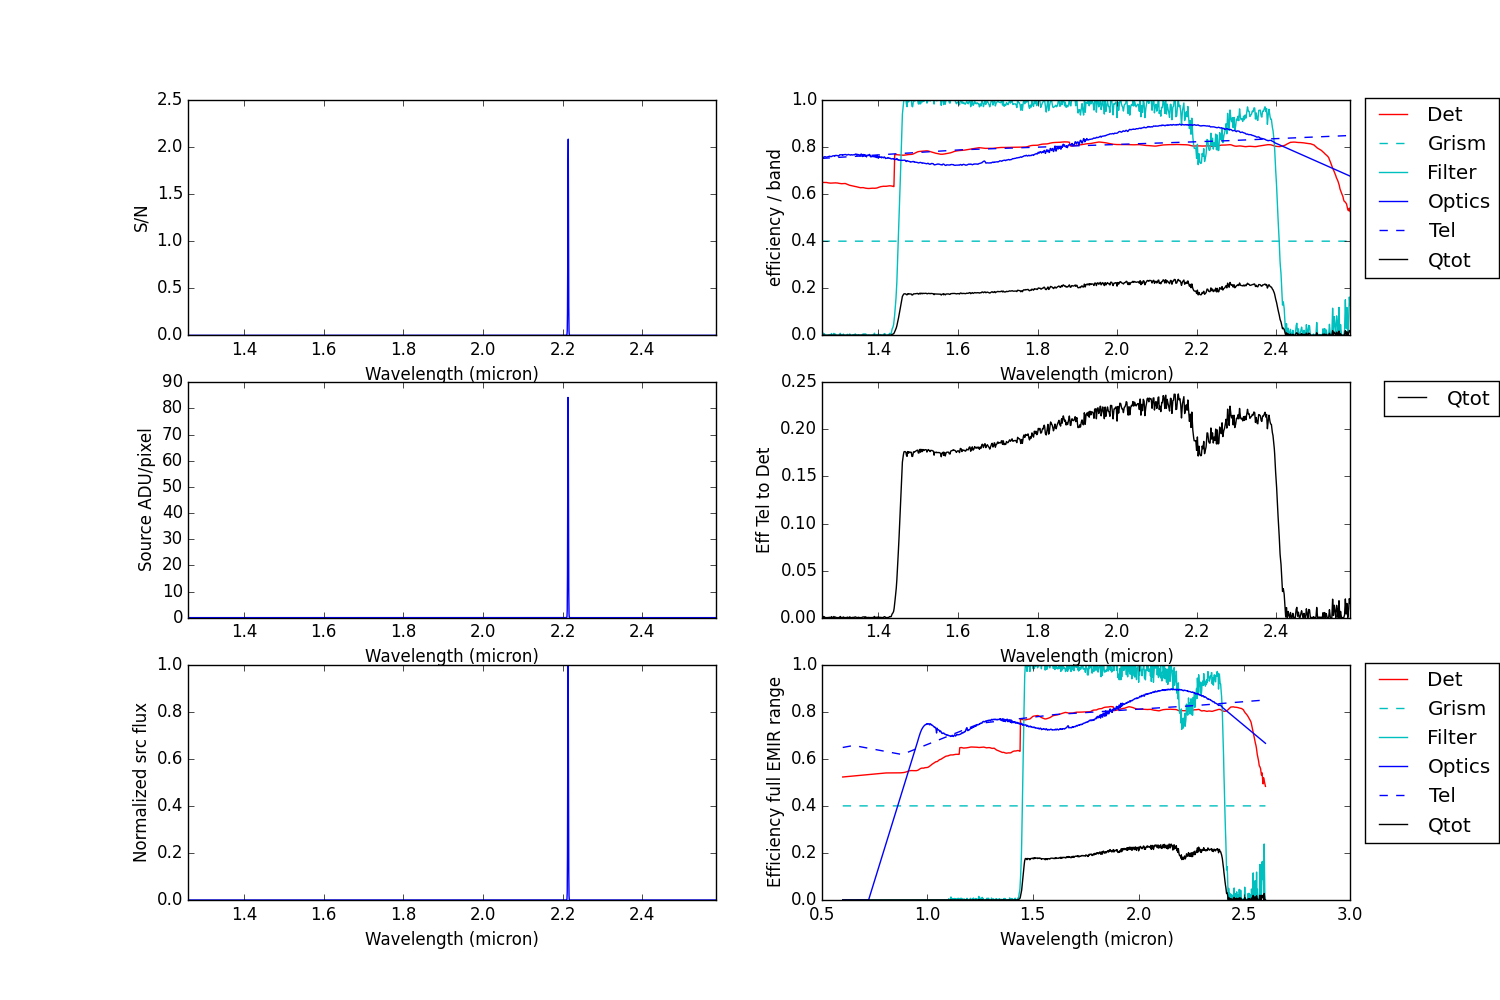 2.5
2.0
1.5
1.0
0.5
0.0
S/N
1.4 1.6 1.8 2.0 2.2 2.4
Wavelength (micron)
1.0
0.8
0.6
0.4
0.2
0.0
efficiency / band
1.4 1.6 1.8 2.0 2.2 2.4
Wavelength (micron)
Det
Grism
Filter
Optics
Tel
Qtot
90
80
70
60
50
40
30
20
10
0
Source ADU/pixel
1.4 1.6 1.8 2.0 2.2 2.4
Wavelength (micron)
0.25
0.20
0.15
0.10
0.05
0.00
Eff Tel to Det
1.4 1.6 1.8 2.0 2.2 2.4
Wavelength (micron)
Qtot
1.0
0.8
0.6
0.4
0.2
0.0
Normalized src flux
1.4 1.6 1.8 2.0 2.2 2.4
Wavelength (micron)
1.0
0.8
0.6
0.4
0.2
0.0
Efficiency full EMIR range
0.5 1.0 1.5 2.0 2.5 3.0
Wavelength (micron)
Det
Grism
Filter
Optics
Tel
Qtot